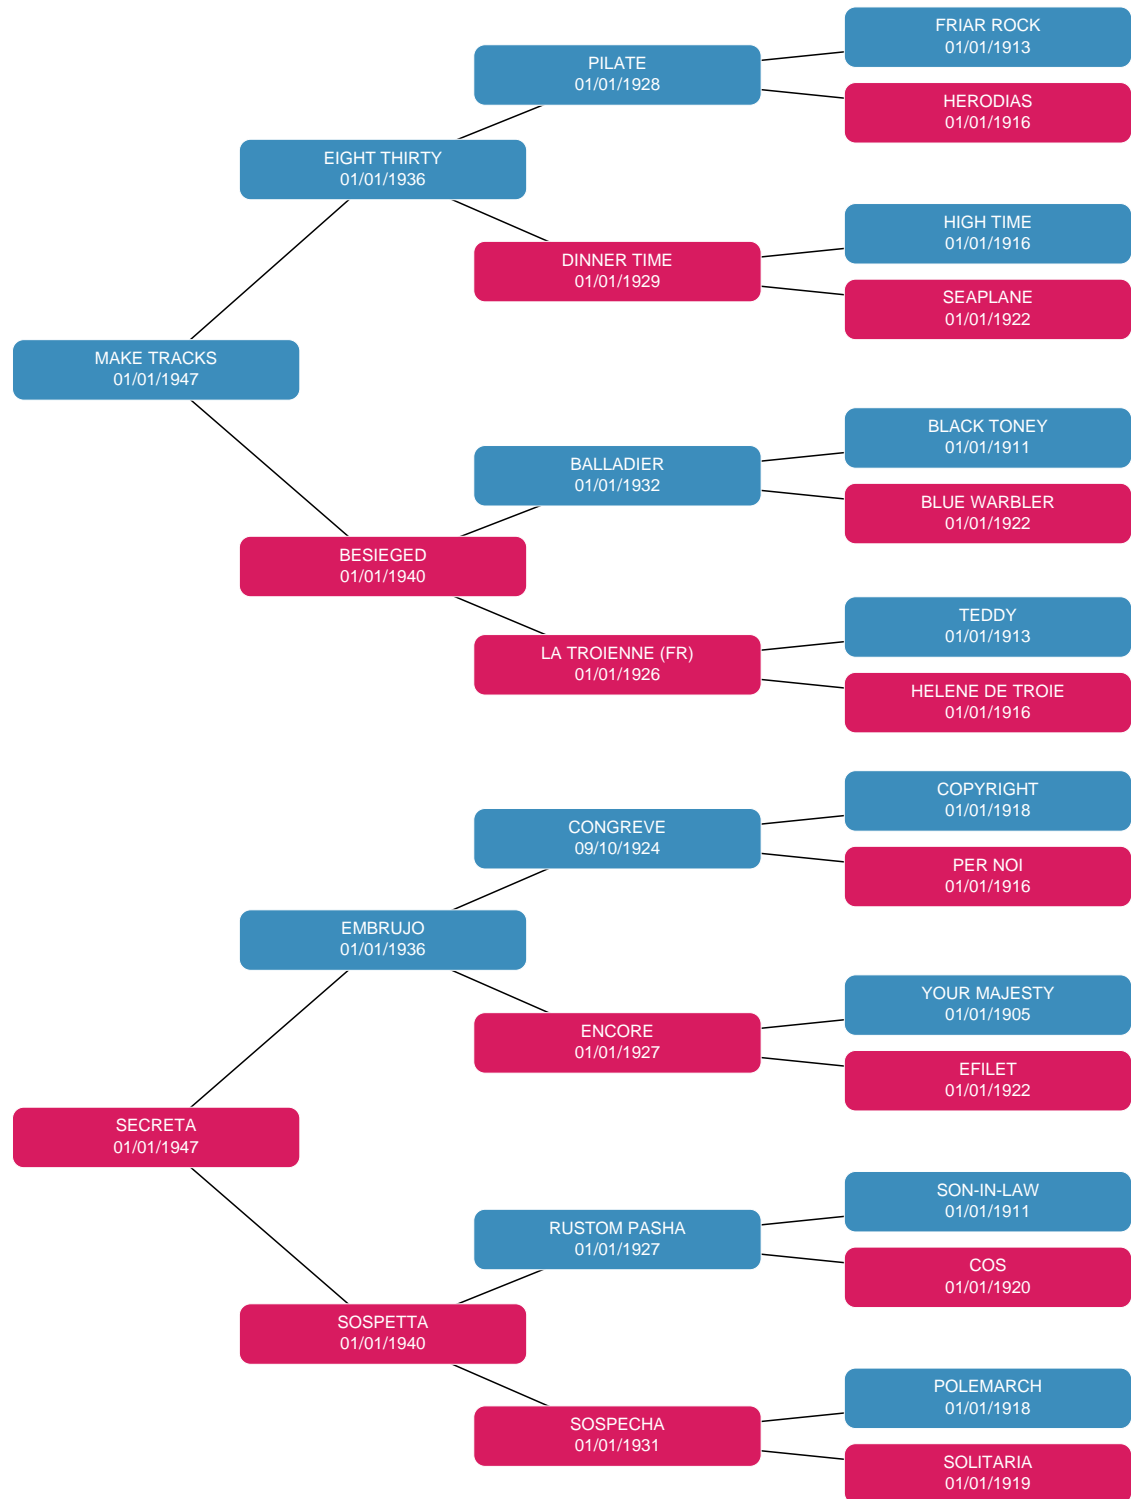 FRIAR ROCK
01/01/1913
PILATE
01/01/1928
HERODIAS
01/01/1916
EIGHT THIRTY
01/01/1936
HIGH TIME
01/01/1916
DINNER TIME
01/01/1929
SEAPLANE
01/01/1922
MAKE TRACKS
01/01/1947
BLACK TONEY
01/01/1911
BALLADIER
01/01/1932
BLUE WARBLER
01/01/1922
BESIEGED
01/01/1940
TEDDY
01/01/1913
LA TROIENNE (FR)
01/01/1926
HELENE DE TROIE
01/01/1916
COPYRIGHT
01/01/1918
CONGREVE
09/10/1924
PER NOI
01/01/1916
EMBRUJO
01/01/1936
YOUR MAJESTY
01/01/1905
ENCORE
01/01/1927
EFILET
01/01/1922
SECRETA
01/01/1947
SON-IN-LAW
01/01/1911
RUSTOM PASHA
01/01/1927
COS
01/01/1920
SOSPETTA
01/01/1940
POLEMARCH
01/01/1918
SOSPECHA
01/01/1931
SOLITARIA
01/01/1919